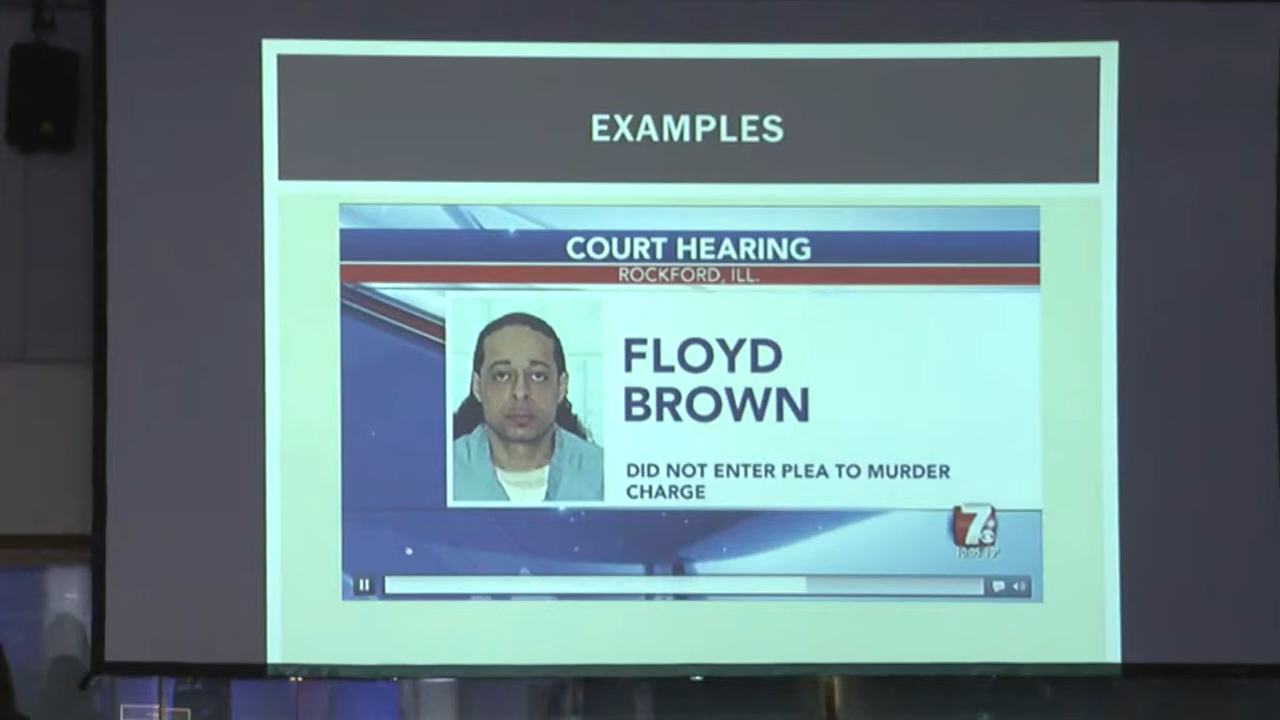 EXAMPLES
COURT HEARING
ROCKFORD, ILL.
FLOYD
BROWN
DID NOT ENTER PLEA TO MURDER
CHARGE
7